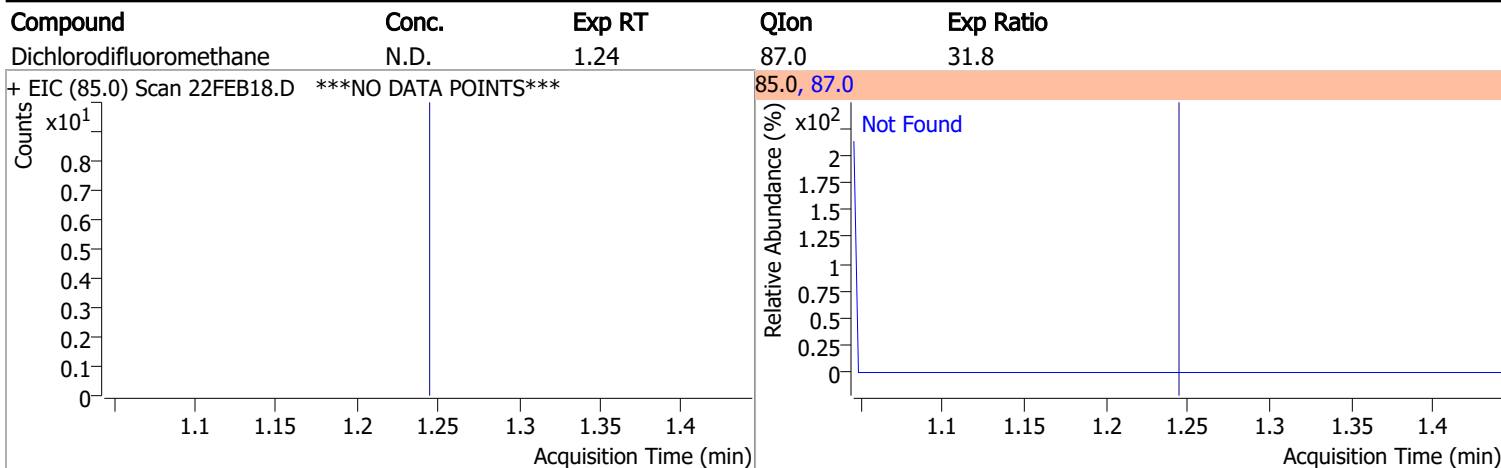 Compound Conc. Exp RT QIon Exp Ratio
Dichlorodifluoromethane N.D. 1.24 87.0 31.8
+ EIC (85.0) Scan 22FEB18.D ***NO DATA POINTS***
Counts
x10¹
0.8
0.7
0.6
0.5
0.4
0.3
0.2
0.1
0
1.1 1.15 1.2 1.25 1.3 1.35 1.4
Acquisition Time (min)
85.0, 87.0
Relative Abundance (%)
x10²
Not Found
2
1.75
1.5
1.25
1
0.75
0.5
0.25
0
1.1 1.15 1.2 1.25 1.3 1.35 1.4
Acquisition Time (min)